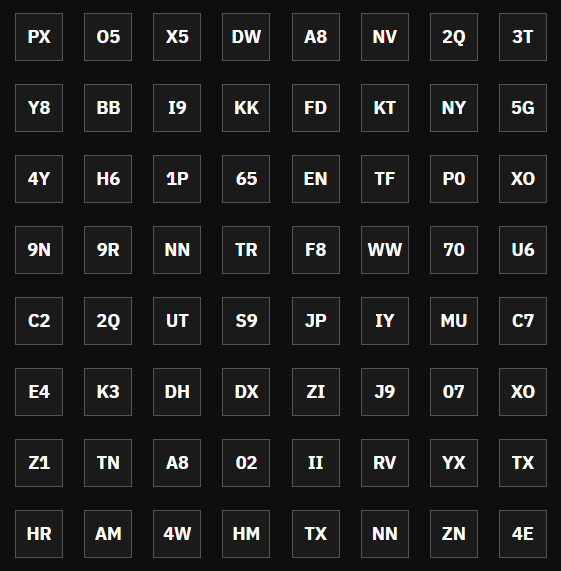 PX O5 X5 DW A8 NV 2Q 3T
Y8 BB I9 KK FD KT NY 5G
4Y H6 1P 65 EN TF P0 XO
9N 9R NN TR F8 WW 70 U6
C2 2Q UT S9 JP IY MU C7
E4 K3 DH DX ZI J9 07 XO
Z1 TN A8 02 II RV YX TX
HR AM 4W HM TX NN ZN 4E